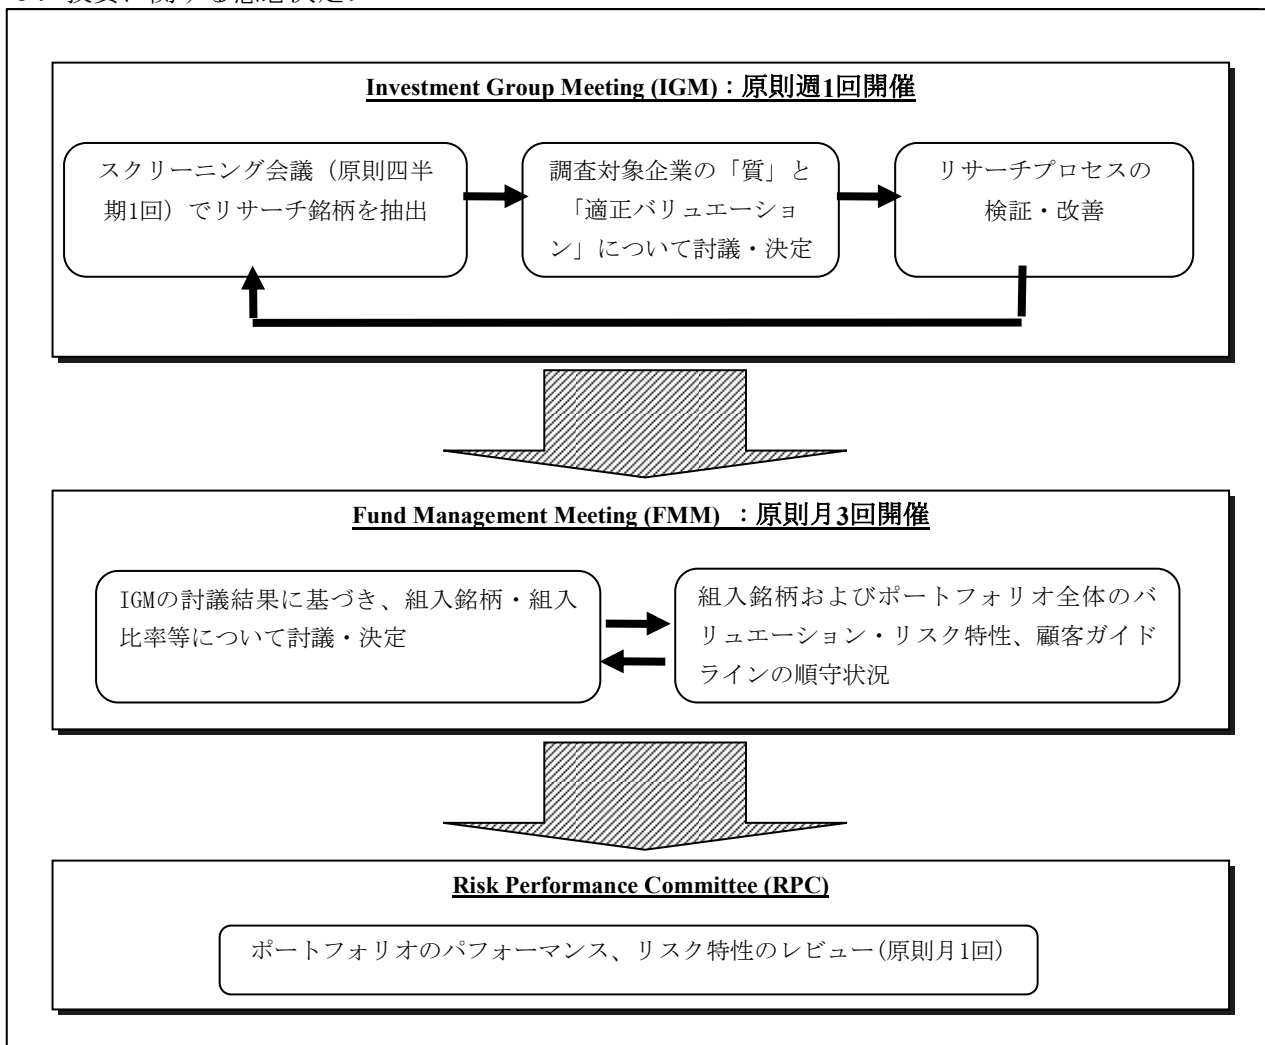 Investment Group Meeting (IGM)：原則週1回開催
スクリーニング会議（原則四半
期1回）でリサーチ銘柄を抽出
調査対象企業の「質」と
「適正バリュエーショ
ン」について討議・決定
リサーチプロセスの
検証・改善
Fund Management Meeting (FMM) ：原則月3回開催
IGMの討議結果に基づき、組入銘柄・組入
比率等について討議・決定
組入銘柄およびポートフォリオ全体のバ
リュエーション・リスク特性、顧客ガイド
ラインの順守状況
Risk Performance Committee (RPC)
ポートフォリオのパフォーマンス、リスク特性のレビュー(原則月1回)